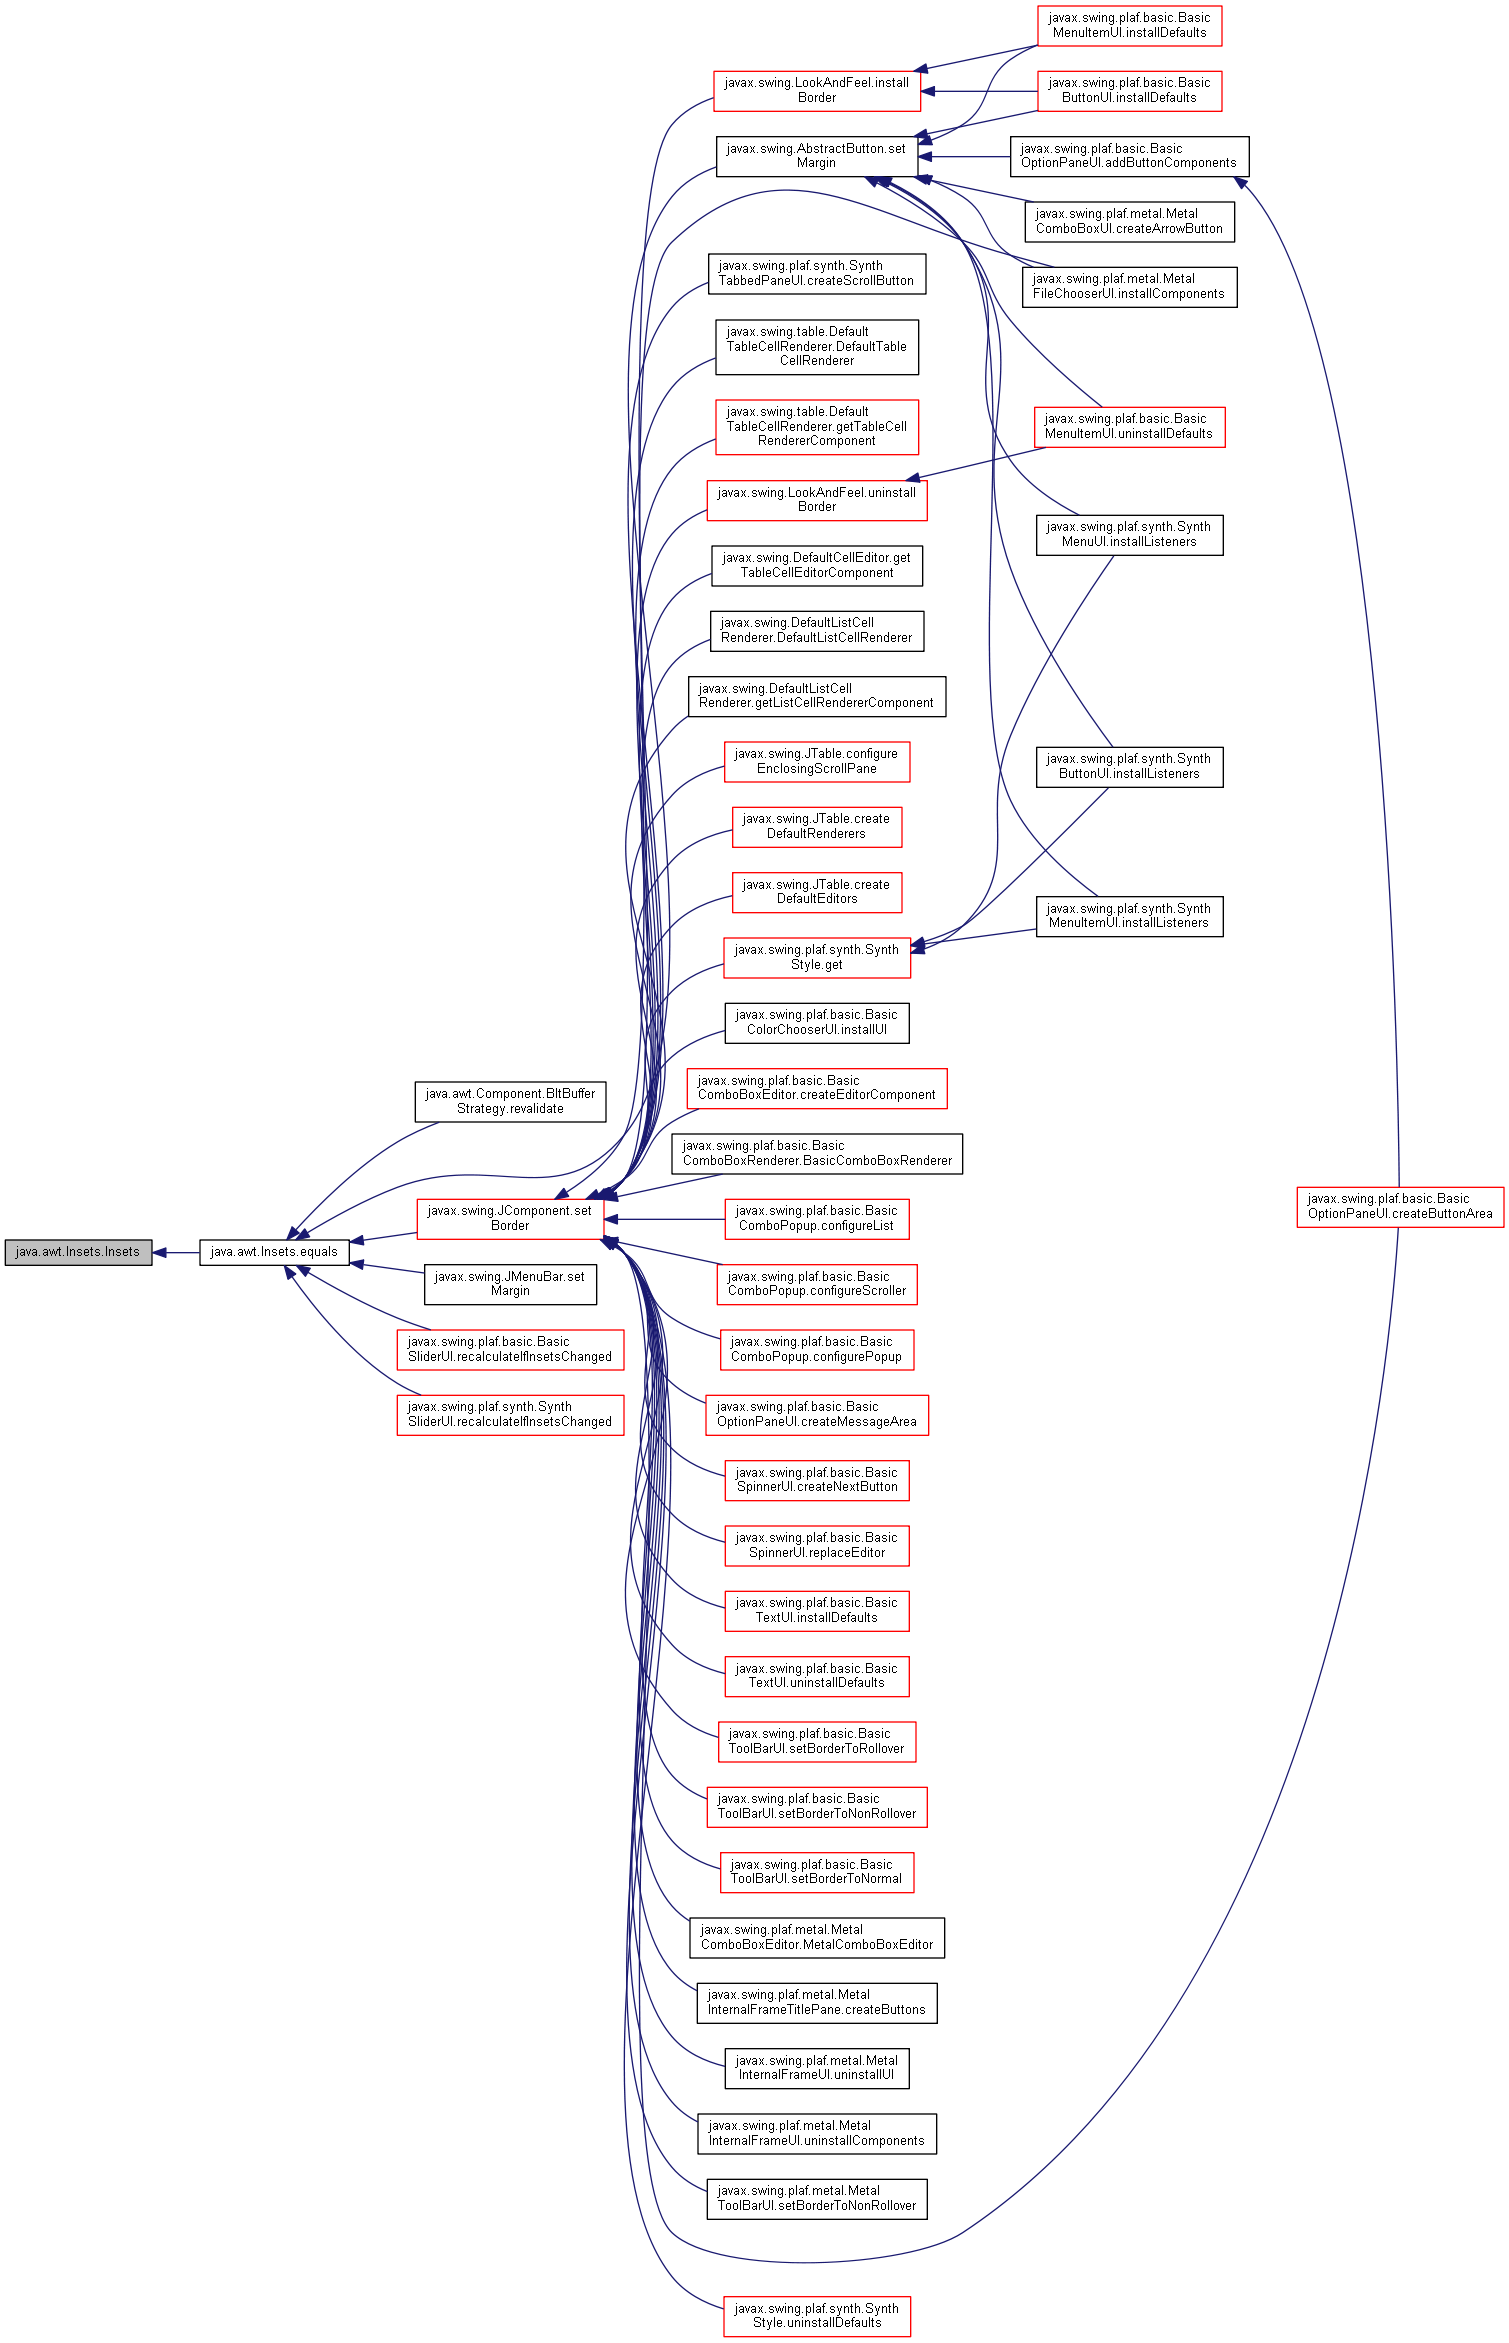 javax.swing.plaf.basic.Basic
MenuItemUI.installDefaults
javax.swing.LookAndFeel.install
Border
javax.swing.plaf.basic.Basic
ButtonUI.installDefaults
javax.swing.AbstractButton.set
Margin
javax.swing.plaf.basic.Basic
OptionPaneUI.addButtonComponents
javax.swing.plaf.metal.Metal
ComboBoxUI.createArrowButton
javax.swing.plaf.synth.Synth
TabbedPaneUI.createScrollButton
javax.swing.plaf.metal.Metal
FileChooserUI.installComponents
javax.swing.table.Default
TableCellRenderer.DefaultTable
CellRenderer
javax.swing.table.Default
TableCellRenderer.getTableCell
RendererComponent
javax.swing.plaf.basic.Basic
MenuItemUI.uninstallDefaults
javax.swing.LookAndFeel.uninstall
Border
javax.swing.plaf.synth.Synth
MenuUI.installListeners
javax.swing.DefaultCellEditor.get
TableCellEditorComponent
javax.swing.DefaultListCell
Renderer.DefaultListCellRenderer
javax.swing.DefaultListCell
Renderer.getListCellRendererComponent
javax.swing.JTable.configure
EnclosingScrollPane
javax.swing.plaf.synth.Synth
ButtonUI.installListeners
javax.swing.JTable.create
DefaultRenderers
javax.swing.JTable.create
DefaultEditors
javax.swing.plaf.synth.Synth
MenuItemUI.installListeners
javax.swing.plaf.synth.Synth
Style.get
javax.swing.plaf.basic.Basic
ColorChooserUI.installUI
javax.swing.plaf.basic.Basic
ComboBoxEditor.createEditorComponent
java.awt.Component.BltBuffer
Strategy.revalidate
javax.swing.plaf.basic.Basic
ComboBoxRenderer.BasicComboBoxRenderer
javax.swing.plaf.basic.Basic
OptionPaneUI.createButtonArea
javax.swing.JComponent.set
Border
javax.swing.plaf.basic.Basic
ComboPopup.configureList
java.awt.Insets.Insets
java.awt.Insets.equals
javax.swing.JMenuBar.set
Margin
javax.swing.plaf.basic.Basic
ComboPopup.configureScroller
javax.swing.plaf.basic.Basic
SliderUI.recalculateIfInsetsChanged
javax.swing.plaf.basic.Basic
ComboPopup.configurePopup
javax.swing.plaf.synth.Synth
SliderUI.recalculateIfInsetsChanged
javax.swing.plaf.basic.Basic
OptionPaneUI.createMessageArea
javax.swing.plaf.basic.Basic
SpinnerUI.createNextButton
javax.swing.plaf.basic.Basic
SpinnerUI.replaceEditor
javax.swing.plaf.basic.Basic
TextUI.installDefaults
javax.swing.plaf.basic.Basic
TextUI.uninstallDefaults
javax.swing.plaf.basic.Basic
ToolBarUI.setBorderToRollover
javax.swing.plaf.basic.Basic
ToolBarUI.setBorderToNonRollover
javax.swing.plaf.basic.Basic
ToolBarUI.setBorderToNormal
javax.swing.plaf.metal.Metal
ComboBoxEditor.MetalComboBoxEditor
javax.swing.plaf.metal.Metal
InternalFrameTitlePane.createButtons
javax.swing.plaf.metal.Metal
InternalFrameUI.uninstallUI
javax.swing.plaf.metal.Metal
InternalFrameUI.uninstallComponents
javax.swing.plaf.metal.Metal
ToolBarUI.setBorderToNonRollover
javax.swing.plaf.synth.Synth
Style.uninstallDefaults